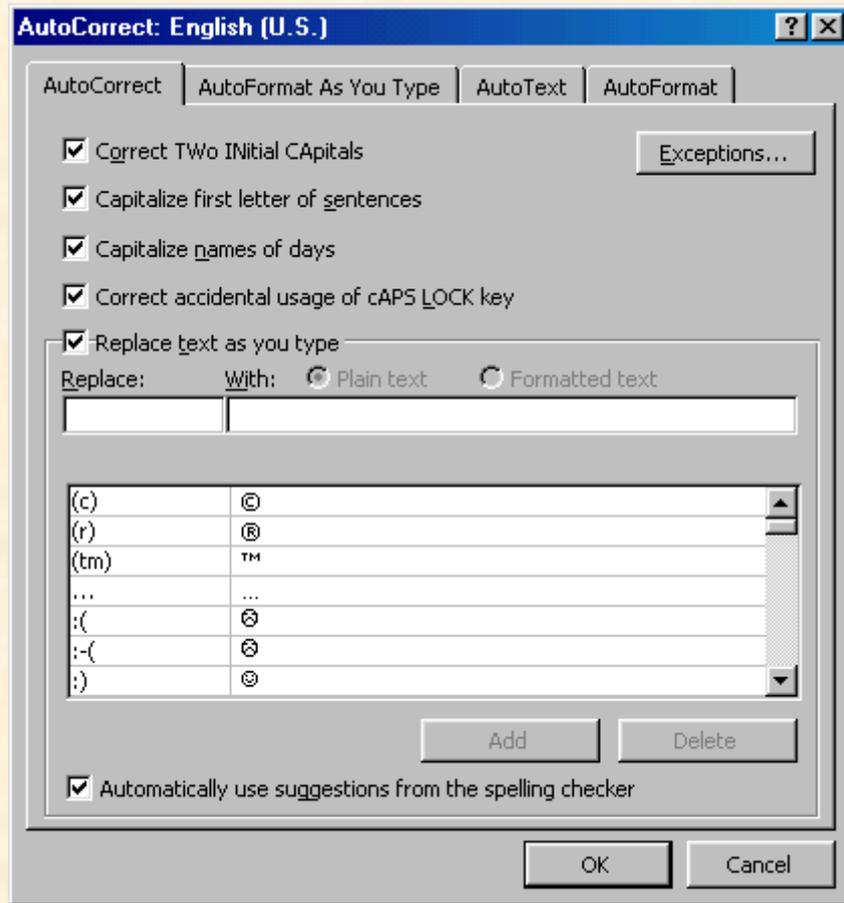 AutoCorrect: English (U.S.)
AutoCorrect AutoFormat As You Type AutoText AutoFormat
Correct TWo INitial CApitals Exceptions...
Capitalize first letter of sentences
Capitalize names of days
Correct accidental usage of cAPS LOCK key
Replace text as you type
Replace: With: Plain text Formatted text
(c) ©
(r) ®
(tm) ™
... …
:( ☹
:-( ☹
:) ☺
Add Delete
Automatically use suggestions from the spelling checker
OK Cancel